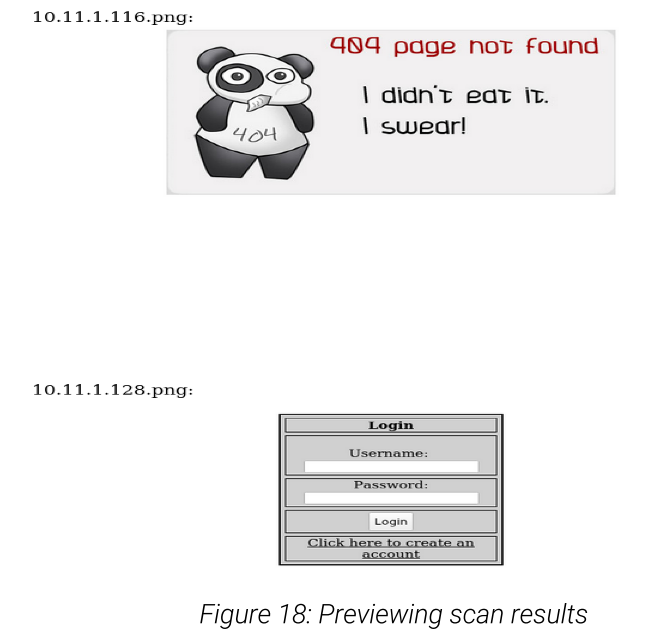 10.11.1.116.png:
404 page not found
I didn't eat it.
I swear!
404
10.11.1.128.png:
Login
Username:
Password:
Login
Click here to create an
account
Figure 18: Previewing scan results